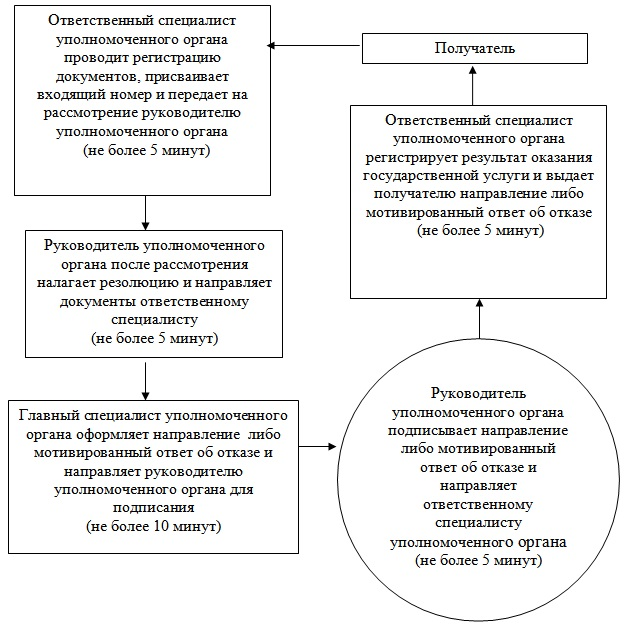 Ответственный специалист
уполномоченного органа
проводит регистрацию
документов, присваивает
входящий номер и передает на
рассмотрение руководителю
уполномоченного органа
(не более 5 минут)
Получатель
Ответственный специалист
уполномоченного органа
регистрирует результат оказания
государственной услуги и выдает
получателю направление либо
мотивированный ответ об отказе
(не более 5 минут)
Руководитель уполномоченного
органа после рассмотрения
налагает резолюцию и направляет
документы ответственному
специалисту
(не более 5 минут)
Главный специалист уполномоченного
органа оформляет направление либо
мотивированный ответ об отказе и
направляет руководителю
уполномоченного органа для
подписания
(не более 10 минут)
Руководитель
уполномоченного органа
подписывает направление
либо мотивированный
ответ об отказе и
направляет
ответственному
специалисту
уполномоченного органа
(не более 5 минут)